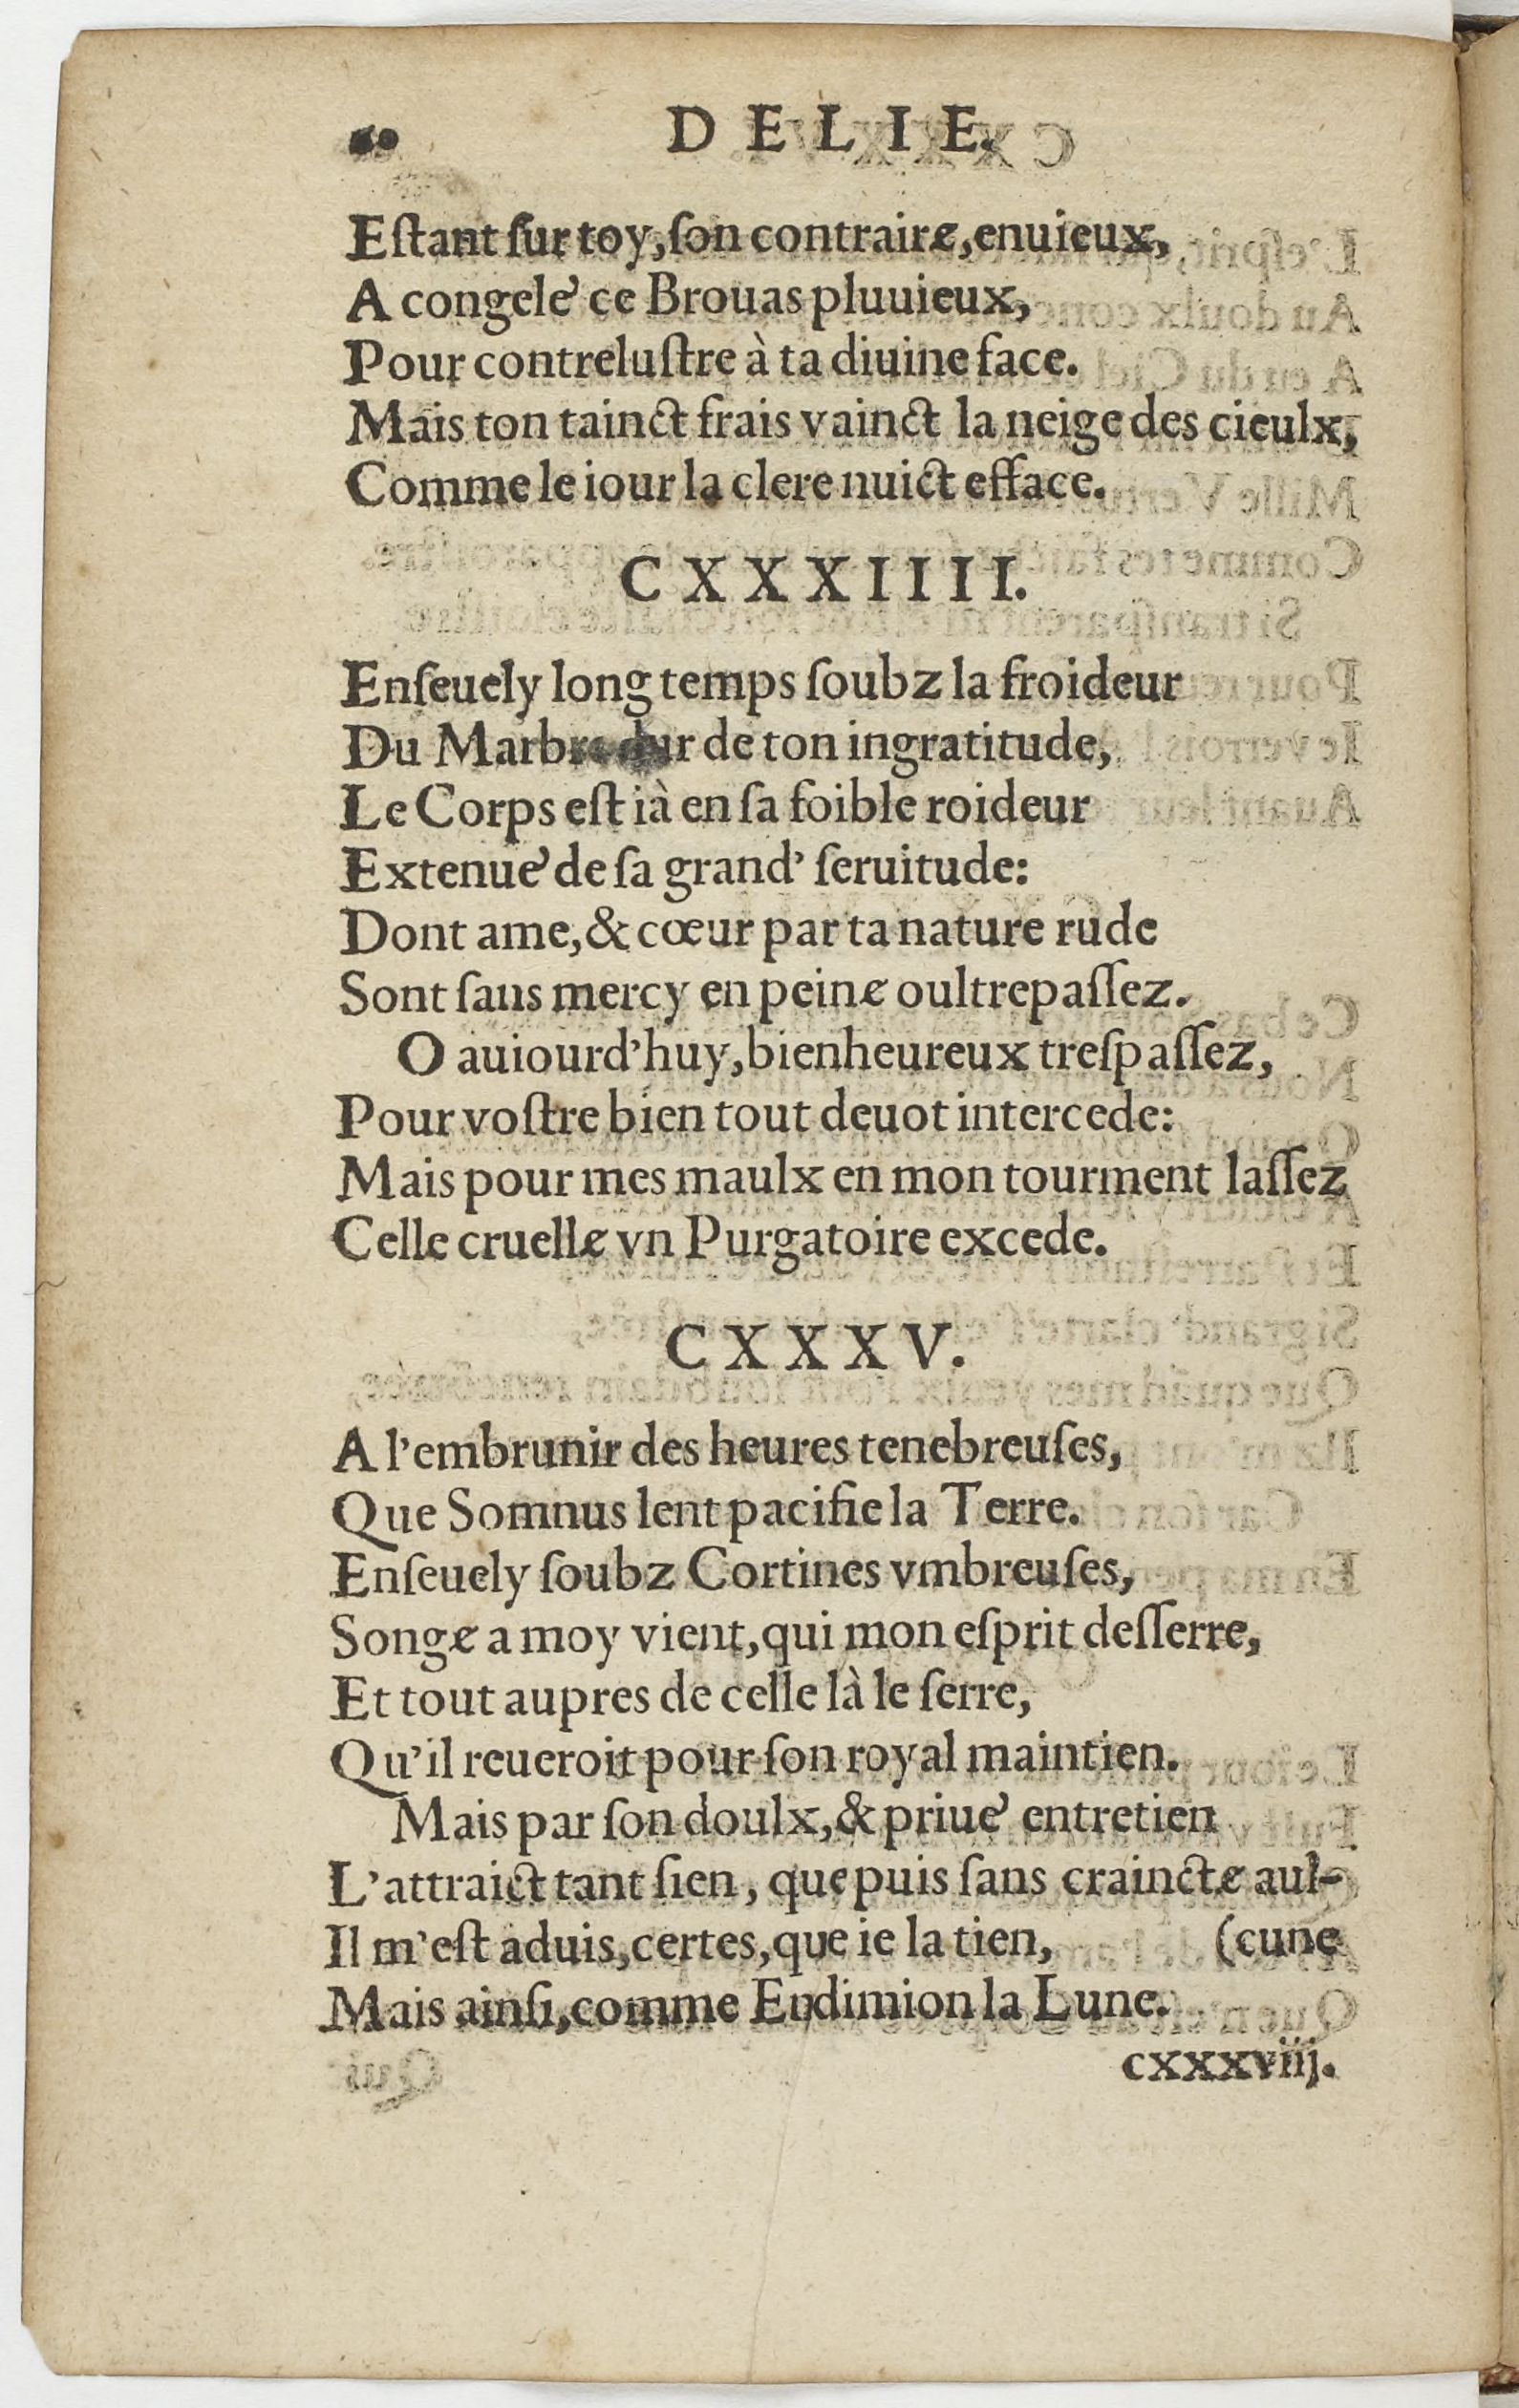 DELIE.
Eſtant ſur toy, ſon contraire, enuieux,
A congelé ce Brouas pluuieux,
Pour contreluſtre à ta diuine face.
Mais ton tainct frais vainct la neige des cieulx,
Comme le iour la clere nuict efface.
CXXXIIII.
Enſeuely long temps ſoubz la froideur
Du Marbre dur de ton ingratitude,
Le Corps eſt ià en ſa foible roideur
Extenué de ſa grand' ſeruitude:
Dont ame, & cœur par ta nature rude
Sont ſans mercy en peine oultrepaſſez.
O auiourd'huy, bienheureux treſpaſſez,
Pour voſtre bien tout deuot intercede:
Mais pour mes maulx en mon tourment laſſez
Celle cruelle vn Purgatoire excede.
CXXXV.
A l'embrunir des heures tenebreuſes,
Que Somnus lent pacifie la Terre.
Enſeuely ſoubz Cortines vmbreuſes,
Songe a moy vient, qui mon eſprit deſſerre,
Et tout aupres de celle là le ſerre,
Qu'il reueroit pour ſon royal maintien.
Mais par ſon doulx, & priué entretien
L'attraict tant ſien, que puis ſans craincte aul-
Il m'eſt aduis, certes, que ie la tien, (cune
Mais ainſi, comme Endimion la Lune.
cxxxviij.